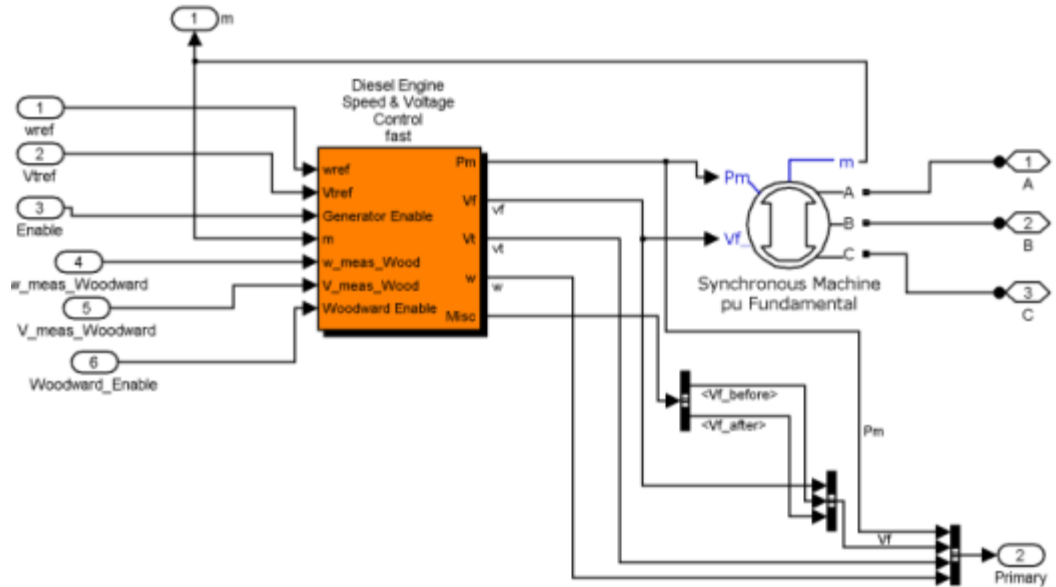 1
m
Diesel Engine
Speed & Voltage
Control
fast
1
wref
2
Vtref
3
Enable
4
w_meas_Woodward
5
V_meas_Woodward
6
Woodward_Enable
wref
Vtref
Generator Enable
m
w_meas_Wood
V_meas_Wood
Woodward Enable
Pm
Vf
Vt
w
Misc
vf
vt
w
Pm
Vf_
m
A
B
C
Synchronous Machine
pu Fundamental
1
A
2
B
3
C
<Vf_before>
<Vf_after>
Pm
Vf
2
Primary